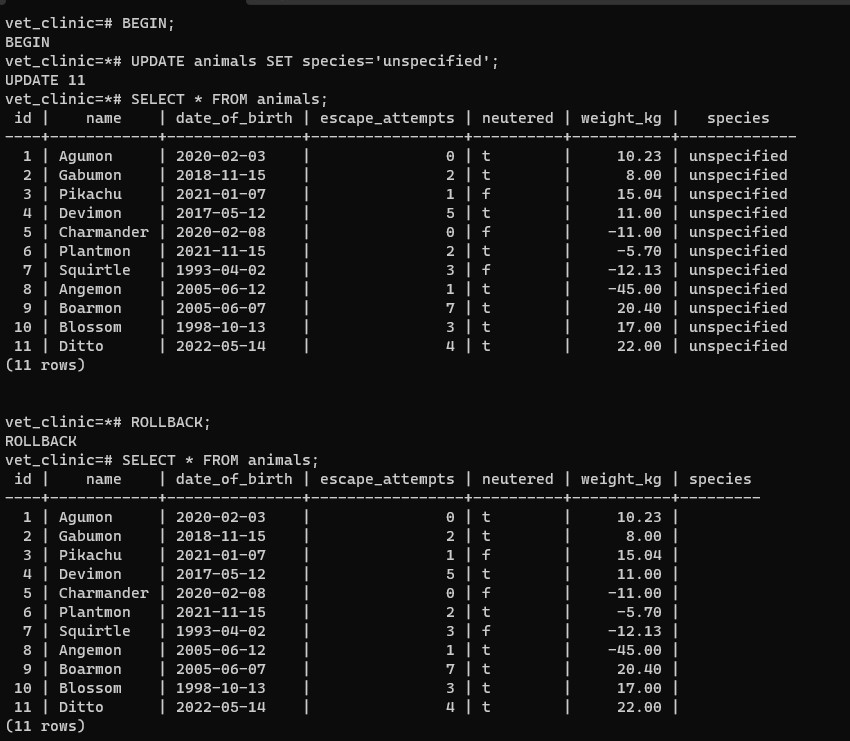 vet_clinic=# BEGIN;
BEGIN
vet_clinic=*# UPDATE animals SET species='unspecified';
UPDATE 11
vet_clinic=*# SELECT * FROM animals;
 id |    name    | date_of_birth | escape_attempts | neutered | weight_kg |   species
----+------------+---------------+-----------------+----------+-----------+-------------
  1 | Agumon     | 2020-02-03    |               0 | t        |     10.23 | unspecified
  2 | Gabumon    | 2018-11-15    |               2 | t        |      8.00 | unspecified
  3 | Pikachu    | 2021-01-07    |               1 | f        |     15.04 | unspecified
  4 | Devimon    | 2017-05-12    |               5 | t        |     11.00 | unspecified
  5 | Charmander | 2020-02-08    |               0 | f        |    -11.00 | unspecified
  6 | Plantmon   | 2021-11-15    |               2 | t        |     -5.70 | unspecified
  7 | Squirtle   | 1993-04-02    |               3 | f        |    -12.13 | unspecified
  8 | Angemon    | 2005-06-12    |               1 | t        |    -45.00 | unspecified
  9 | Boarmon    | 2005-06-07    |               7 | t        |     20.40 | unspecified
 10 | Blossom    | 1998-10-13    |               3 | t        |     17.00 | unspecified
 11 | Ditto      | 2022-05-14    |               4 | t        |     22.00 | unspecified
(11 rows)
vet_clinic=*# ROLLBACK;
ROLLBACK
vet_clinic=# SELECT * FROM animals;
 id |    name    | date_of_birth | escape_attempts | neutered | weight_kg | species
----+------------+---------------+-----------------+----------+-----------+---------
  1 | Agumon     | 2020-02-03    |               0 | t        |     10.23 |
  2 | Gabumon    | 2018-11-15    |               2 | t        |      8.00 |
  3 | Pikachu    | 2021-01-07    |               1 | f        |     15.04 |
  4 | Devimon    | 2017-05-12    |               5 | t        |     11.00 |
  5 | Charmander | 2020-02-08    |               0 | f        |    -11.00 |
  6 | Plantmon   | 2021-11-15    |               2 | t        |     -5.70 |
  7 | Squirtle   | 1993-04-02    |               3 | f        |    -12.13 |
  8 | Angemon    | 2005-06-12    |               1 | t        |    -45.00 |
  9 | Boarmon    | 2005-06-07    |               7 | t        |     20.40 |
 10 | Blossom    | 1998-10-13    |               3 | t        |     17.00 |
 11 | Ditto      | 2022-05-14    |               4 | t        |     22.00 |
(11 rows)